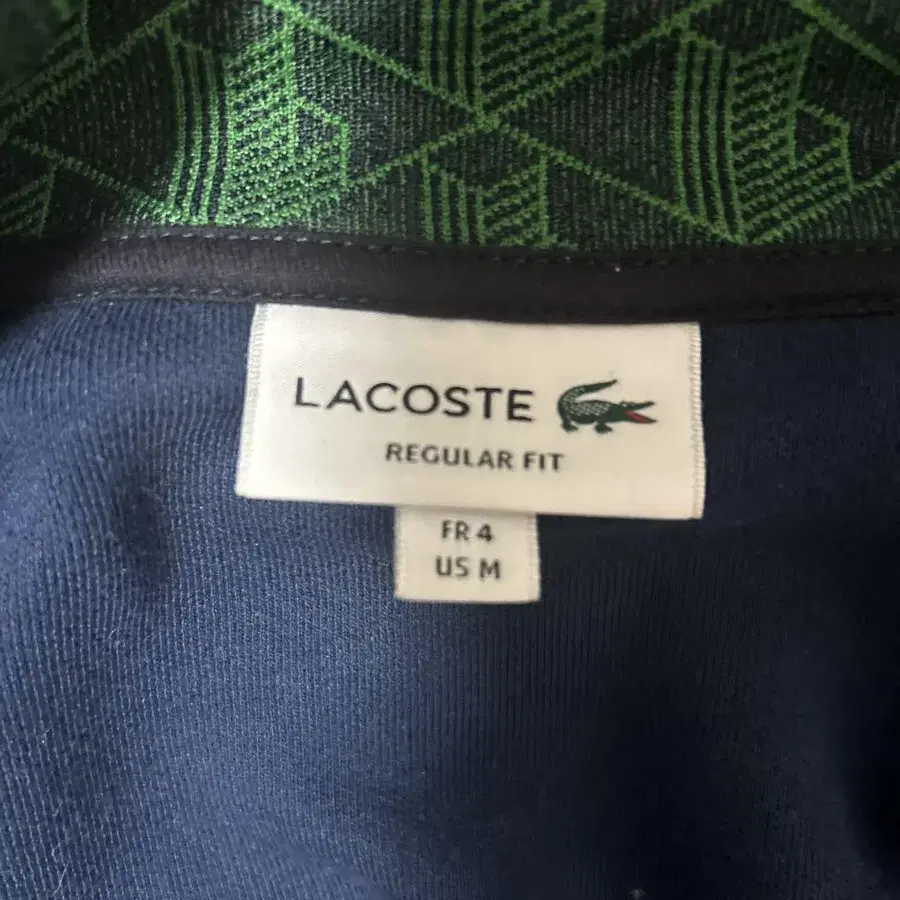 LACOSTE
REGULAR FIT
FR 4
US M